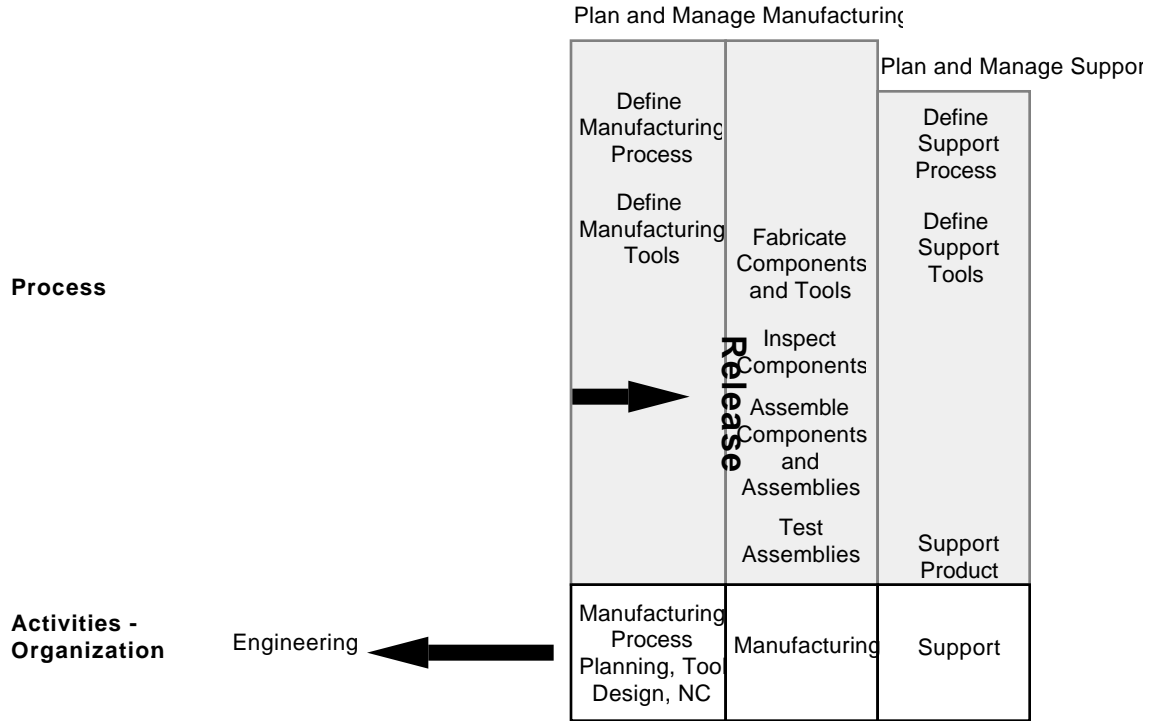 Plan and Manage Manufacturing
Plan and Manage Suppor
Define
Manufacturing
Process
Define
Manufacturing
Tools
Fabricate
Components
and Tools
Inspect
Components
Assemble
Components
and
Assemblies
Test
Assemblies
Define
Support
Process
Define
Support
Tools
Support
Product
Process
Release
Activities -
Organization
Engineering
Manufacturing
Process
Planning, Tool
Design, NC
Manufacturing
Support